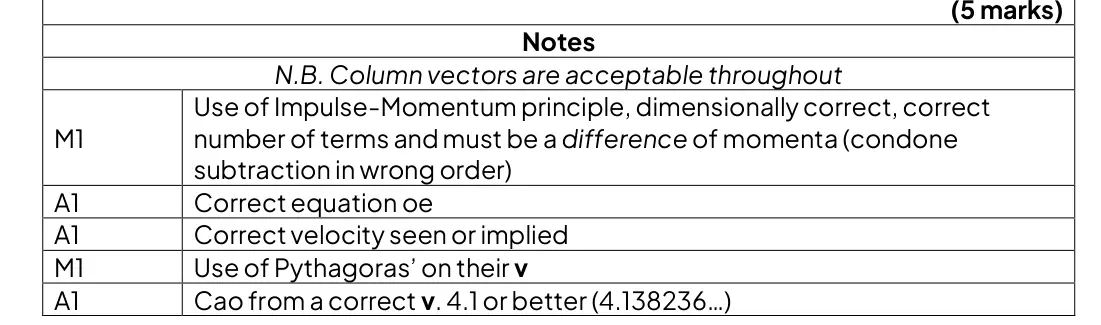 (5 marks)
Notes
N.B. Column vectors are acceptable throughout
M1
Use of Impulse-Momentum principle, dimensionally correct, correct
number of terms and must be a difference of momenta (condone
subtraction in wrong order)
A1
Correct equation oe
A1
Correct velocity seen or implied
M1
Use of Pythagoras’ on their v
A1
Cao from a correct v. 4.1 or better (4.138236…)